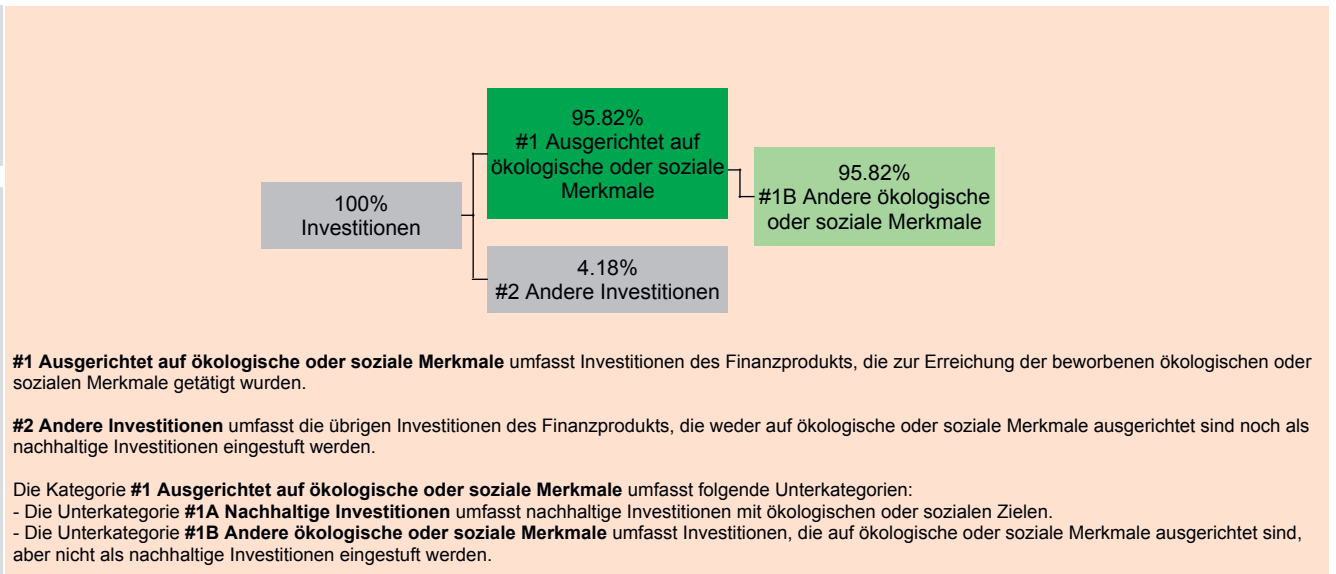 95.82%
#1 Ausgerichtet auf
ökologische oder soziale
Merkmale
95.82%
#1B Andere ökologische
oder soziale Merkmale
100%
Investitionen
4.18%
#2 Andere Investitionen
#1 Ausgerichtet auf ökologische oder soziale Merkmale umfasst Investitionen des Finanzprodukts, die zur Erreichung der beworbenen ökologischen oder
sozialen Merkmale getätigt wurden.
#2 Andere Investitionen umfasst die übrigen Investitionen des Finanzprodukts, die weder auf ökologische oder soziale Merkmale ausgerichtet sind noch als
nachhaltige Investitionen eingestuft werden.
Die Kategorie #1 Ausgerichtet auf ökologische oder soziale Merkmale umfasst folgende Unterkategorien:
- Die Unterkategorie #1A Nachhaltige Investitionen umfasst nachhaltige Investitionen mit ökologischen oder sozialen Zielen.
- Die Unterkategorie #1B Andere ökologische oder soziale Merkmale umfasst Investitionen, die auf ökologische oder soziale Merkmale ausgerichtet sind,
aber nicht als nachhaltige Investitionen eingestuft werden.